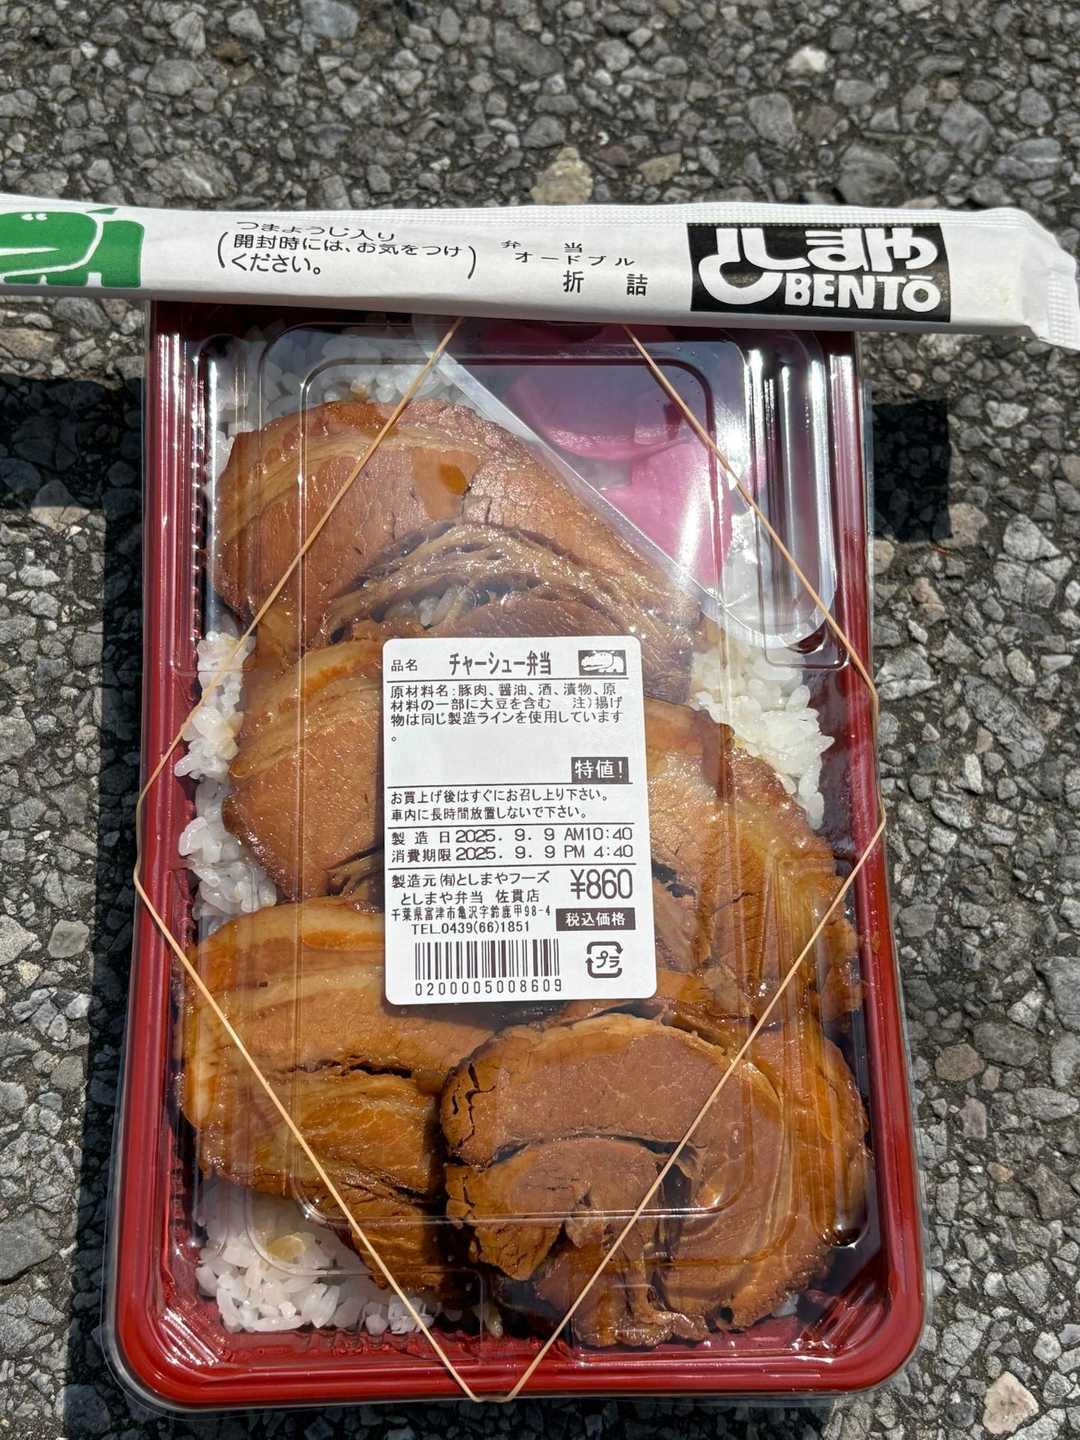 つまようじ入り
(開封時には、お気をつけ
ください。)
弁当
オードブル
折詰
としまや
BENTO
品名 チャーシュー弁当
原材料名:豚肉、醤油、酒、漬物、原
材料の一部に大豆を含む 注)揚げ
物は同じ製造ラインを使用しています
。
特値!
お買上げ後はすぐにお召し上り下さい。
車内に長時間放置しないで下さい。
製造日 2025. 9. 9 AM10:40
消費期限 2025. 9. 9 PM 4:40
製造元(有)としまやフーズ
としまや弁当 佐貫店
¥860
千葉県富津市亀沢字鈴鹿甲98-4
税込価格
TEL.0439(66)1851
プラ
0200005008609